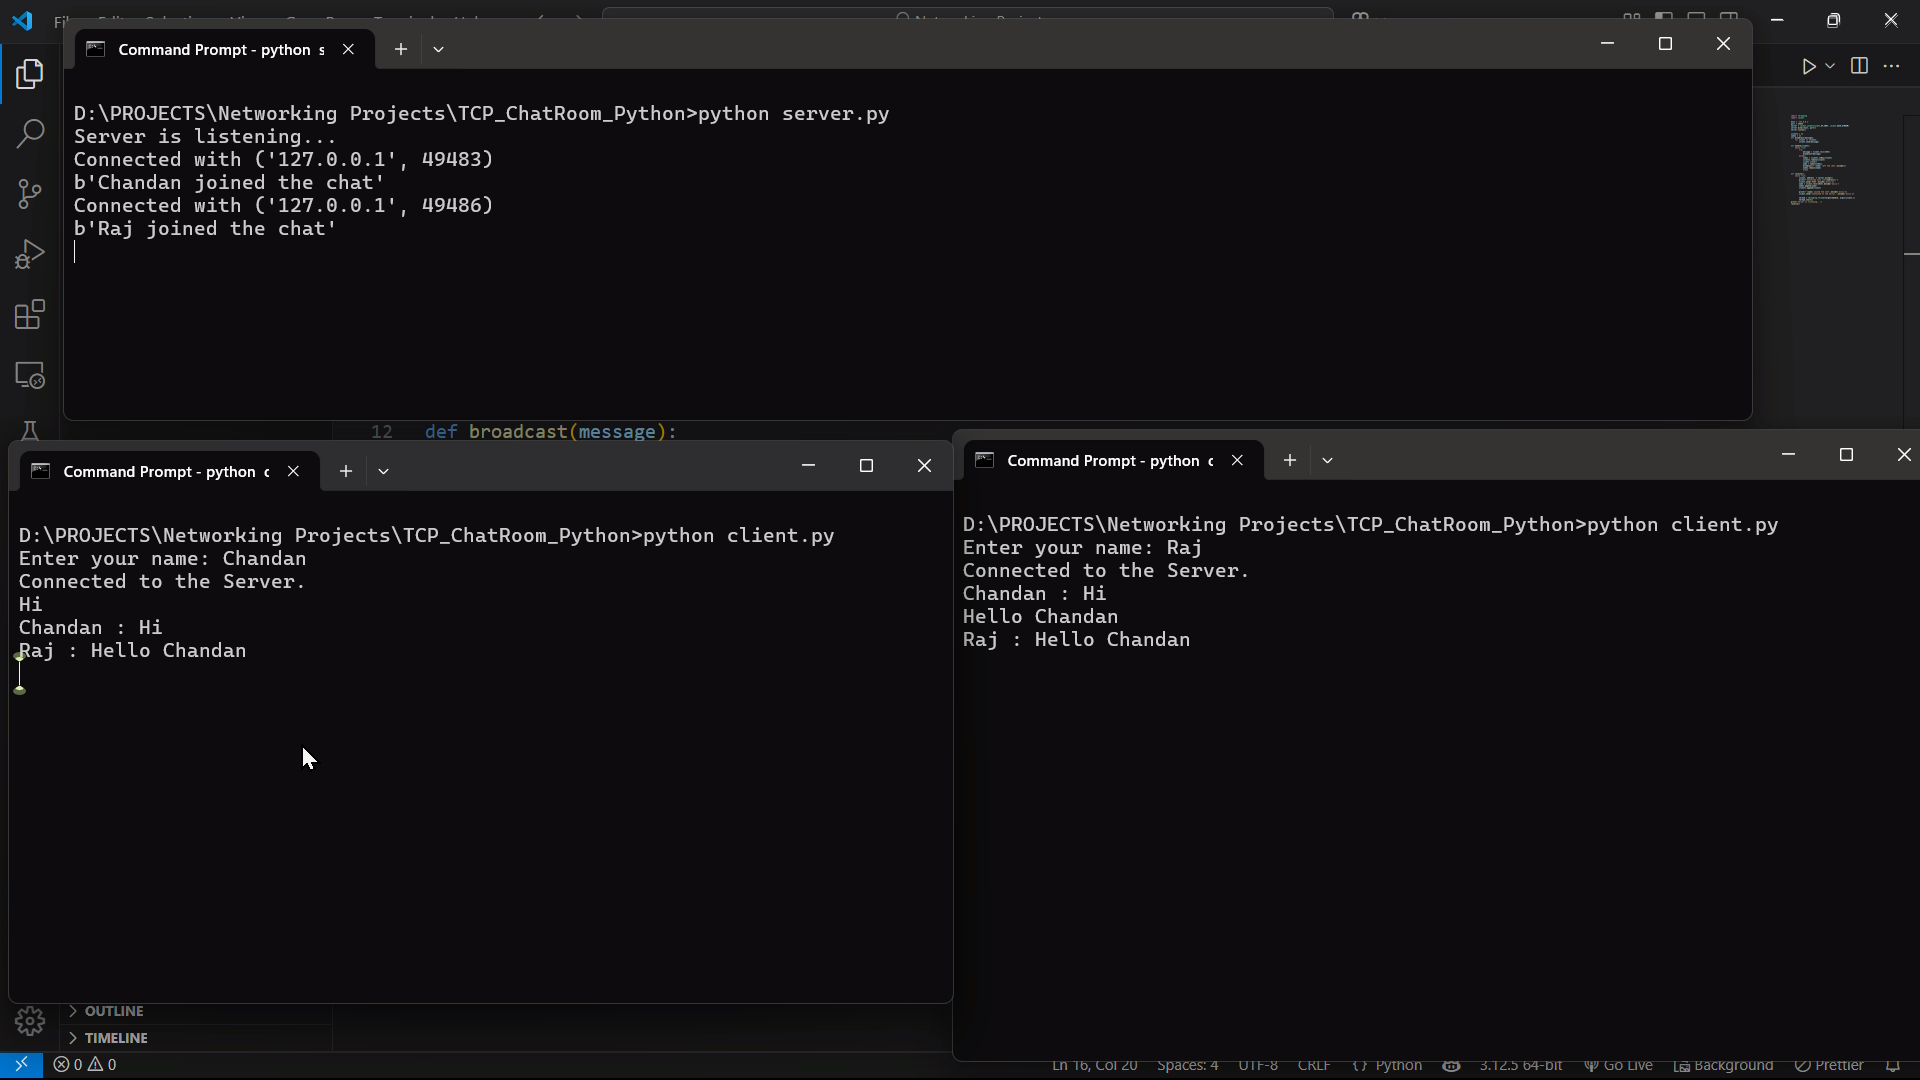 Command Prompt - python s
D:\PROJECTS\Networking Projects\TCP_ChatRoom_Python>python server.py
Server is listening...
Connected with ('127.0.0.1', 49483)
b'Chandan joined the chat'
Connected with ('127.0.0.1', 49486)
b'Raj joined the chat'
12 def broadcast(message):
Command Prompt - python c
D:\PROJECTS\Networking Projects\TCP_ChatRoom_Python>python client.py
Enter your name: Chandan
Connected to the Server.
Hi
Chandan : Hi
Raj : Hello Chandan
Command Prompt - python c
D:\PROJECTS\Networking Projects\TCP_ChatRoom_Python>python client.py
Enter your name: Raj
Connected to the Server.
Chandan : Hi
Hello Chandan
Raj : Hello Chandan
OUTLINE
TIMELINE
0 0 Ln 16, Col 20 Spaces: 4 UTF-8 CRLF {} Python 3.12.5 64-bit Go Live Background Prettier